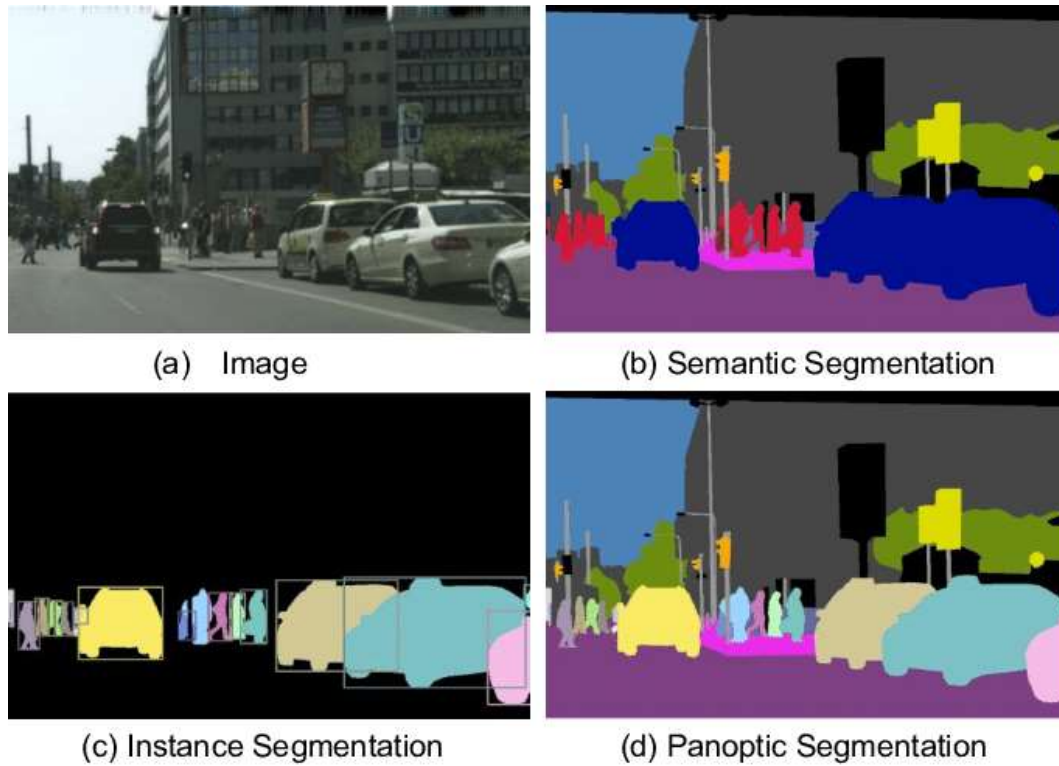 (a) Image
(b) Semantic Segmentation
(c) Instance Segmentation
(d) Panoptic Segmentation